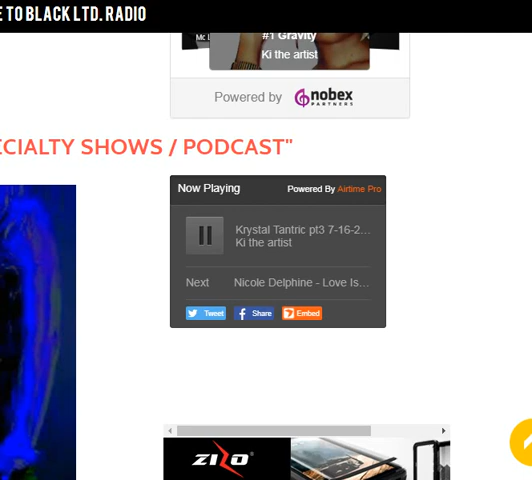 E TO BLACK LTD. RADIO
Mc L
#1 Gravity
Ki the artist
Powered by nobex
PARTNERS
ECIALTY SHOWS / PODCAST"
Now Playing Powered By Airtime Pro
Krystal Tantric pt3 7-16-2...
Ki the artist
Next Nicole Delphine - Love Is...
Tweet Share Embed
ZIZO